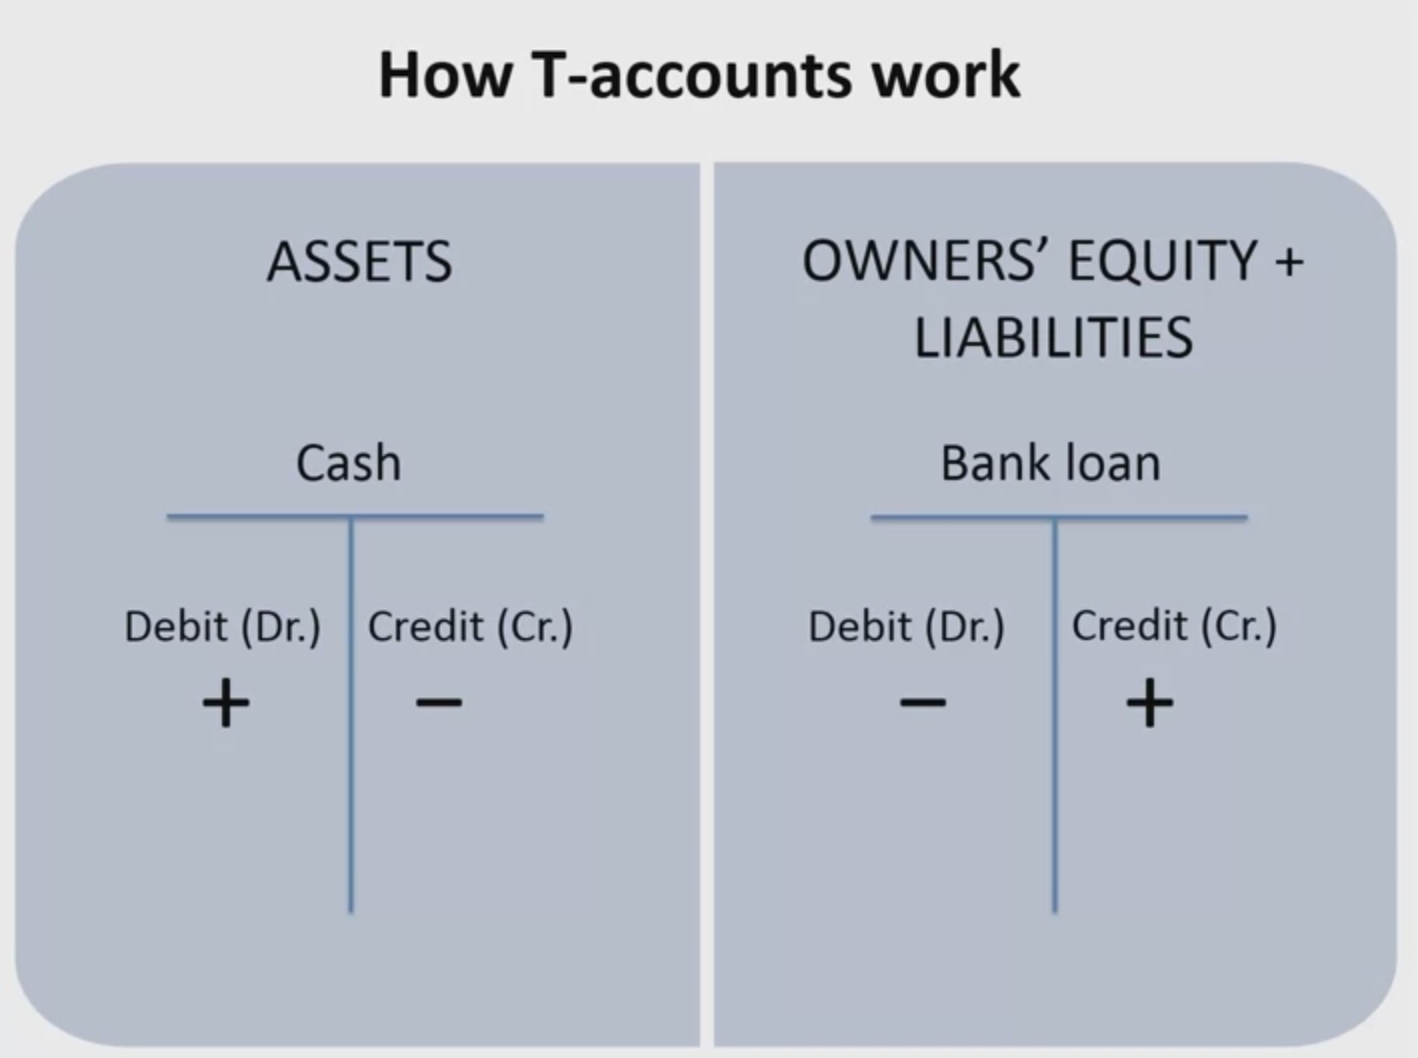 How T-accounts work
ASSETS
Cash
Debit (Dr.) Credit (Cr.)
+ −
OWNERS’ EQUITY +
LIABILITIES
Bank loan
Debit (Dr.) Credit (Cr.)
− +